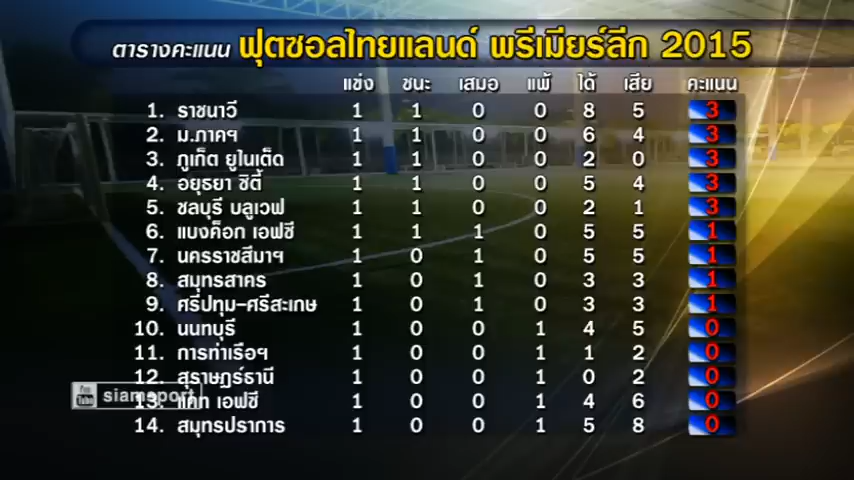 ตารางคะแนน ฟุตซอลไทยแลนด์ พรีเมียร์ลีก 2015
แข่ง ชนะ เสมอ แพ้ ได้ เสีย คะแนน
1. ราชนาวี 1 1 0 0 8 5 3
2. ม.ภาคฯ 1 1 0 0 6 4 3
3. ภูเก็ต ยูไนเต็ด 1 1 0 0 2 0 3
4. อยุธยา ซิตี้ 1 1 0 0 5 4 3
5. ชลบุรี บลูเวฟ 1 1 0 0 2 1 3
6. แบงค็อก เอฟซี 1 1 1 0 5 5 1
7. นครราชสีมาฯ 1 0 1 0 5 5 1
8. สมุทรสาคร 1 0 1 0 3 3 1
9. ศรีปทุม-ศรีสะเกษ 1 0 1 0 3 3 1
10. นนทบุรี 1 0 0 1 4 5 0
11. การท่าเรือฯ 1 0 0 1 1 2 0
12. สุราษฎร์ธานี 1 0 0 1 0 2 0
13. แคท เอฟซี 1 0 0 1 4 6 0
14. สมุทรปราการ 1 0 0 1 5 8 0
You Tube siamsport